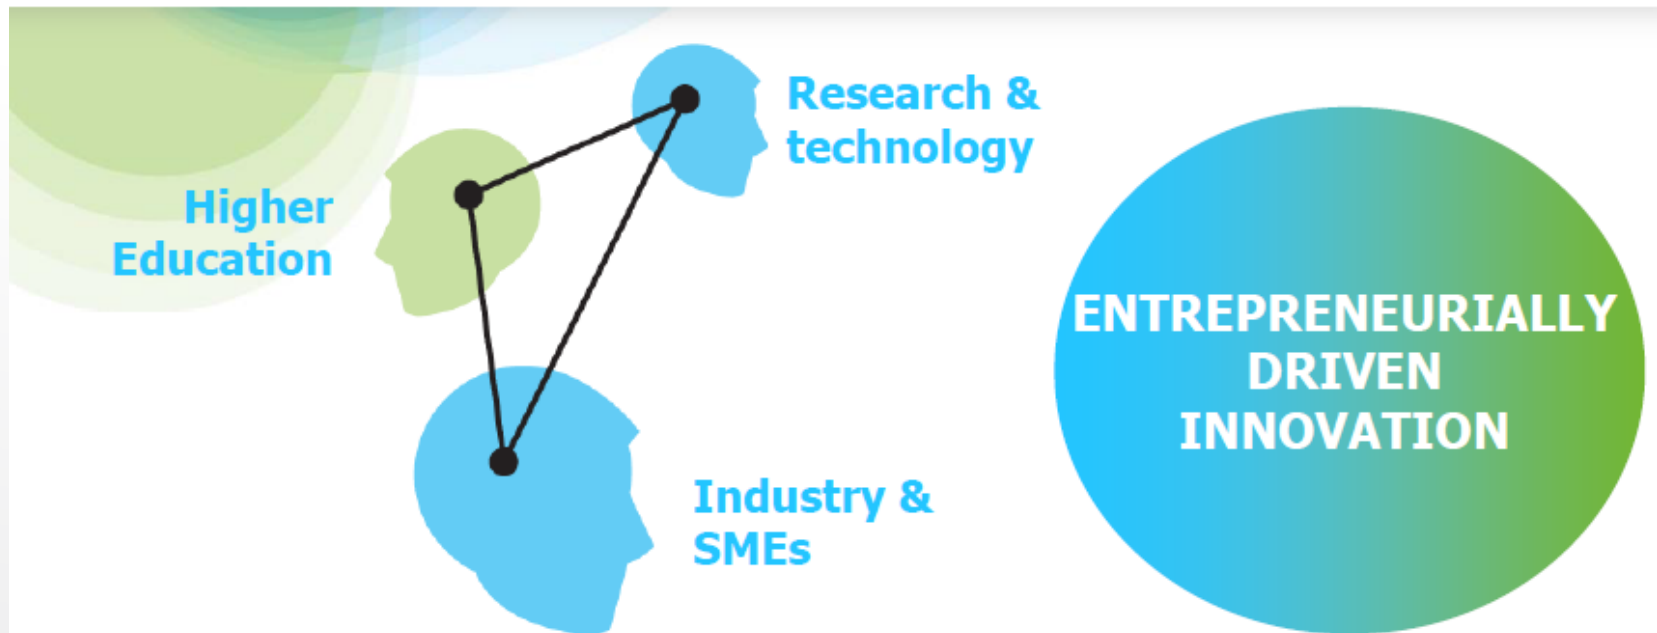 Research &
technology
Higher
Education
Industry &
SMEs
ENTREPRENEURIALLY
DRIVEN
INNOVATION